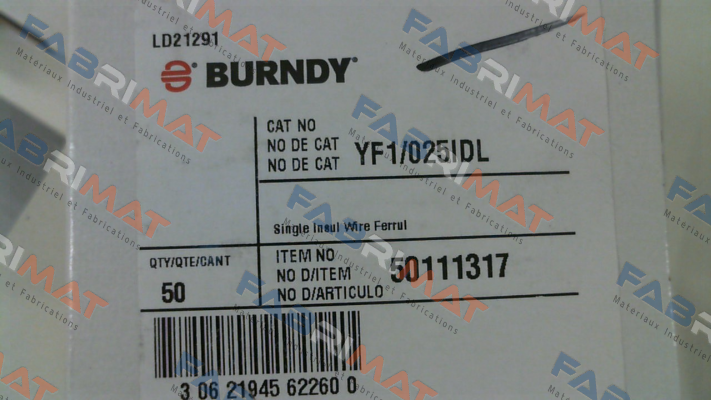 LD21291
BURNDY
CAT NO
NO DE CAT
NO DE CAT
YF1/025IDL
Single Insul Wire Ferrul
QTY/QTE/CANT
50
ITEM NO
NO D/ITEM
NO D/ARTICULO
50111317
3 06 21945 62260 0
FABRIMAT
Materiaux Industriel et Fabrications